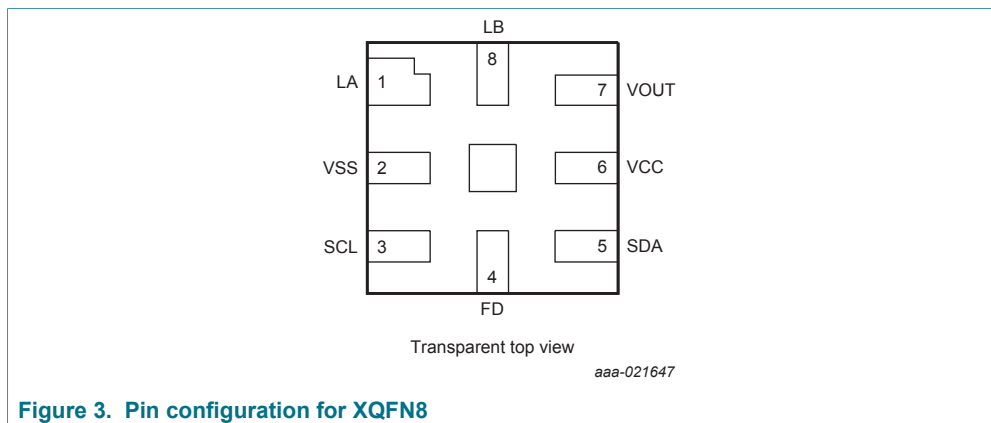 LB
8
LA 1
7 VOUT
VSS 2
6 VCC
SCL 3
5 SDA
4
FD
Transparent top view
aaa-021647
Figure 3. Pin configuration for XQFN8